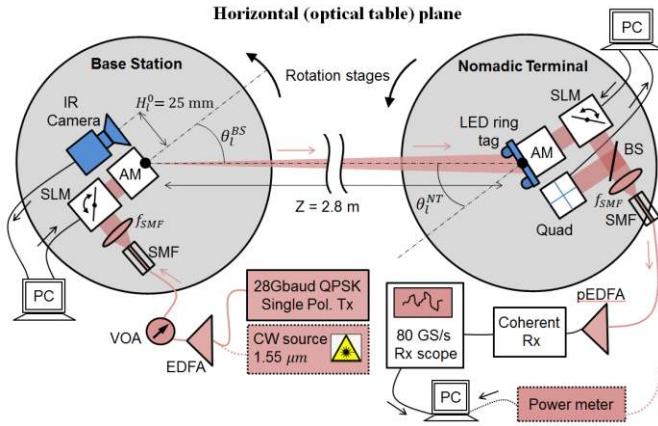 Horizontal (optical table) plane
PC
Base Station
Nomadic Terminal
Rotation stages
IR
Camera
H_l^0 = 25 mm
θ_l^BS
SLM
LED ring
tag
AM
AM
BS
SLM
f_SMF
SMF
Z = 2.8 m
θ_l^NT
Quad
f_SMF
SMF
PC
28Gbaud QPSK
Single Pol. Tx
pEDFA
VOA
EDFA
CW source
1.55 μm
80 GS/s
Rx scope
Coherent
Rx
PC
Power meter